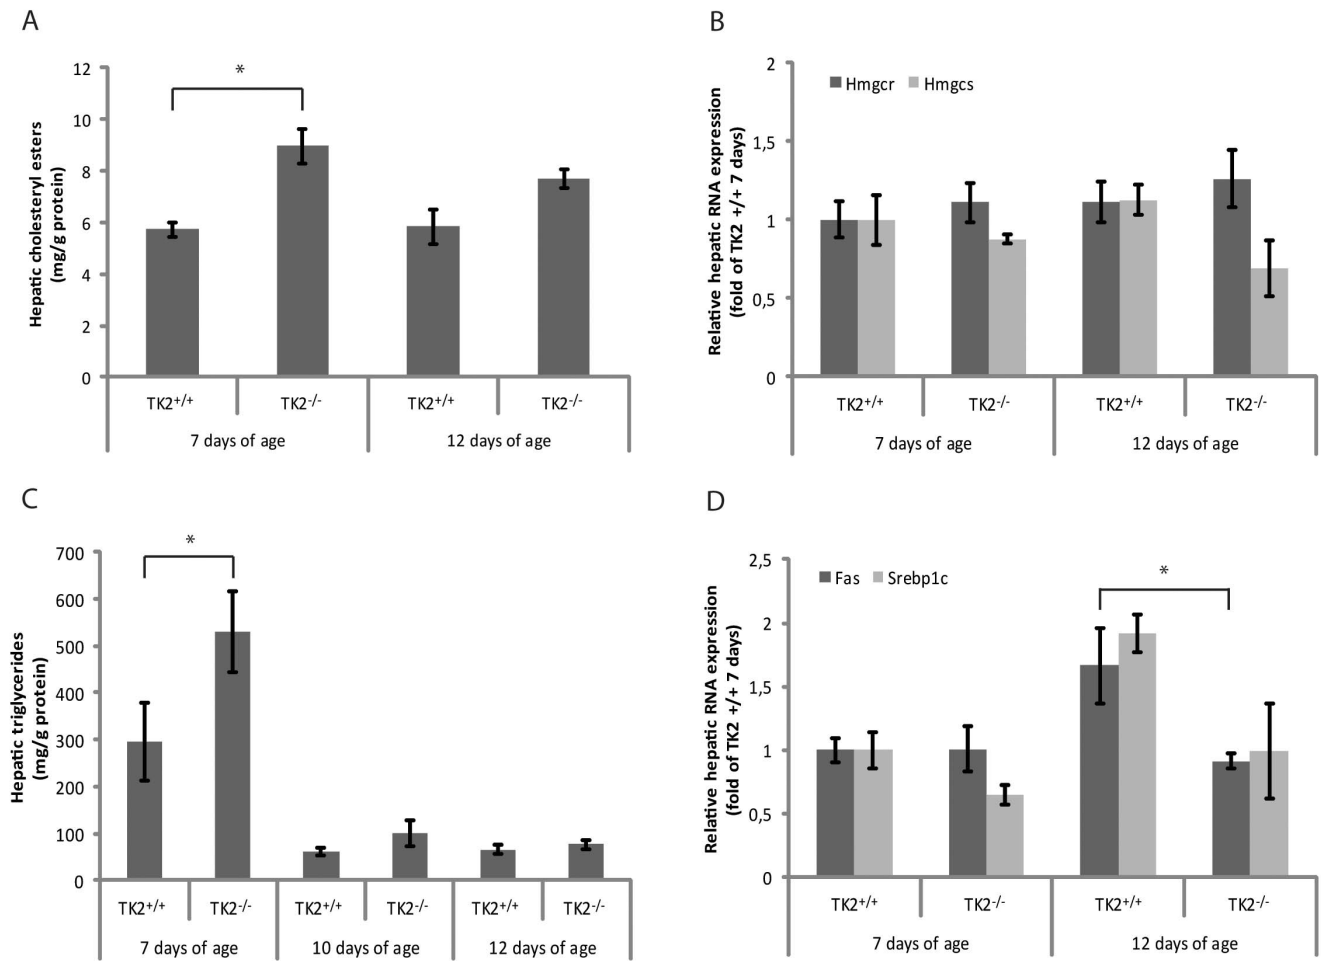 A
Hepatic cholesteryl esters
(mg/g protein)
12
10
8
6
4
2
0
*
TK2+/+ TK2-/- TK2+/+ TK2-/-
7 days of age 12 days of age
B
Relative hepatic RNA expression
(fold of TK2 +/+ 7 days)
2
1,5
1
0,5
0
Hmgcr Hmgcs
TK2+/+ TK2-/- TK2+/+ TK2-/-
7 days of age 12 days of age
C
Hepatic triglycerides
(mg/g protein)
700
600
500
400
300
200
100
0
*
TK2+/+ TK2-/- TK2+/+ TK2-/- TK2+/+ TK2-/-
7 days of age 10 days of age 12 days of age
D
Relative hepatic RNA expression
(fold of TK2 +/+ 7 days)
2,5
2
1,5
1
0,5
0
Fas Srebp1c
*
TK2+/+ TK2-/- TK2+/+ TK2-/-
7 days of age 12 days of age